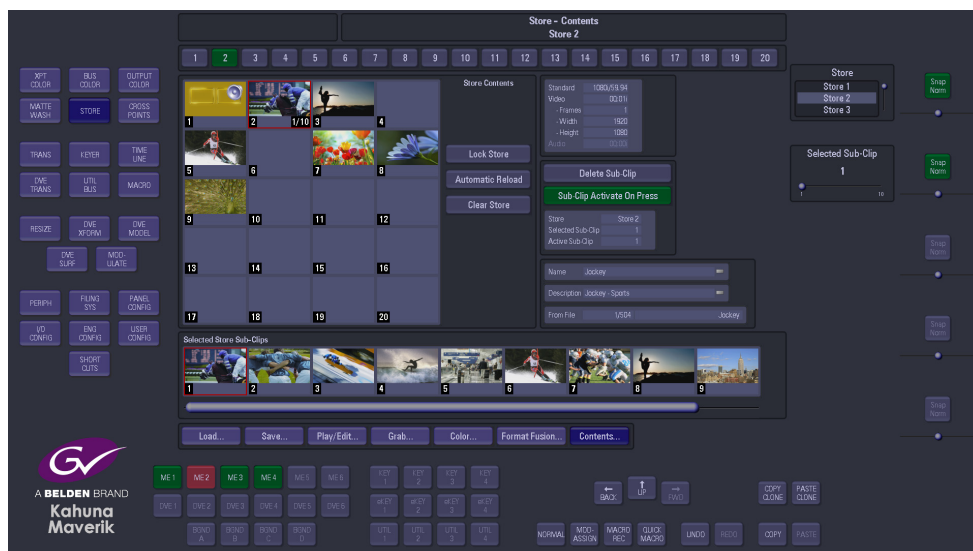 Store - Contents
Store 2
1 2 3 4 5 6 7 8 9 10 11 12 13 14 15 16 17 18 19 20
XPT COLOR
BUS COLOR
OUTPUT COLOR
MATTE WASH
STORE
CROSS POINTS
TRANS
KEYER
TIME LINE
DVE TRANS
UTIL BUS
MACRO
RESIZE
DVE XFORM
DVE MODEL
DVE SURF
MOD-ULATE
PERIPH
FILING SYS
PANEL CONFIG
I/O CONFIG
ENG CONFIG
USER CONFIG
SHORT CUTS
1
2 1/10
3
4
5
6
7
8
9
10
11
12
13
14
15
16
17
18
19
20
Store Contents
Lock Store
Automatic Reload
Clear Store
Standard 1080i/59.94
Video 00:01i
- Frames 1
- Width 1920
- Height 1080
Audio 00:03
Delete Sub-Clip
Sub-Clip Activate On Press
Store Store 2
Selected Sub-Clip 1
Active Sub-Clip 1
Name Jockey
Description Jockey - Sports
From File 1/504 Jockey
Store
Store 1
Store 2
Store 3
Selected Sub-Clip
1
1 10
Snap Norm
Snap Norm
Snap Norm
Snap Norm
Snap Norm
Selected Store Sub-Clips
1 2 3 4 5 6 7 8 9
Load... Save... Play/Edit... Grab... Color... Format Fusion... Contents...
GV
A BELDEN BRAND
Kahuna
Maverik
ME 1 ME 2 ME 3 ME 4 ME 5 ME 6
DVE 1 DVE 2 DVE 3 DVE 4 DVE 5 DVE 6
BGND A BGND B BGND C BGND D
KEY 1 KEY 2 KEY 3 KEY 4
UTIL 1 UTIL 2 UTIL 3 UTIL 4
BACK UP FWD
NORMAL MOD-ASSIGN MACRO REC QUICK MACRO UNDO REDO
COPY CLONE PASTE CLONE
COPY PASTE